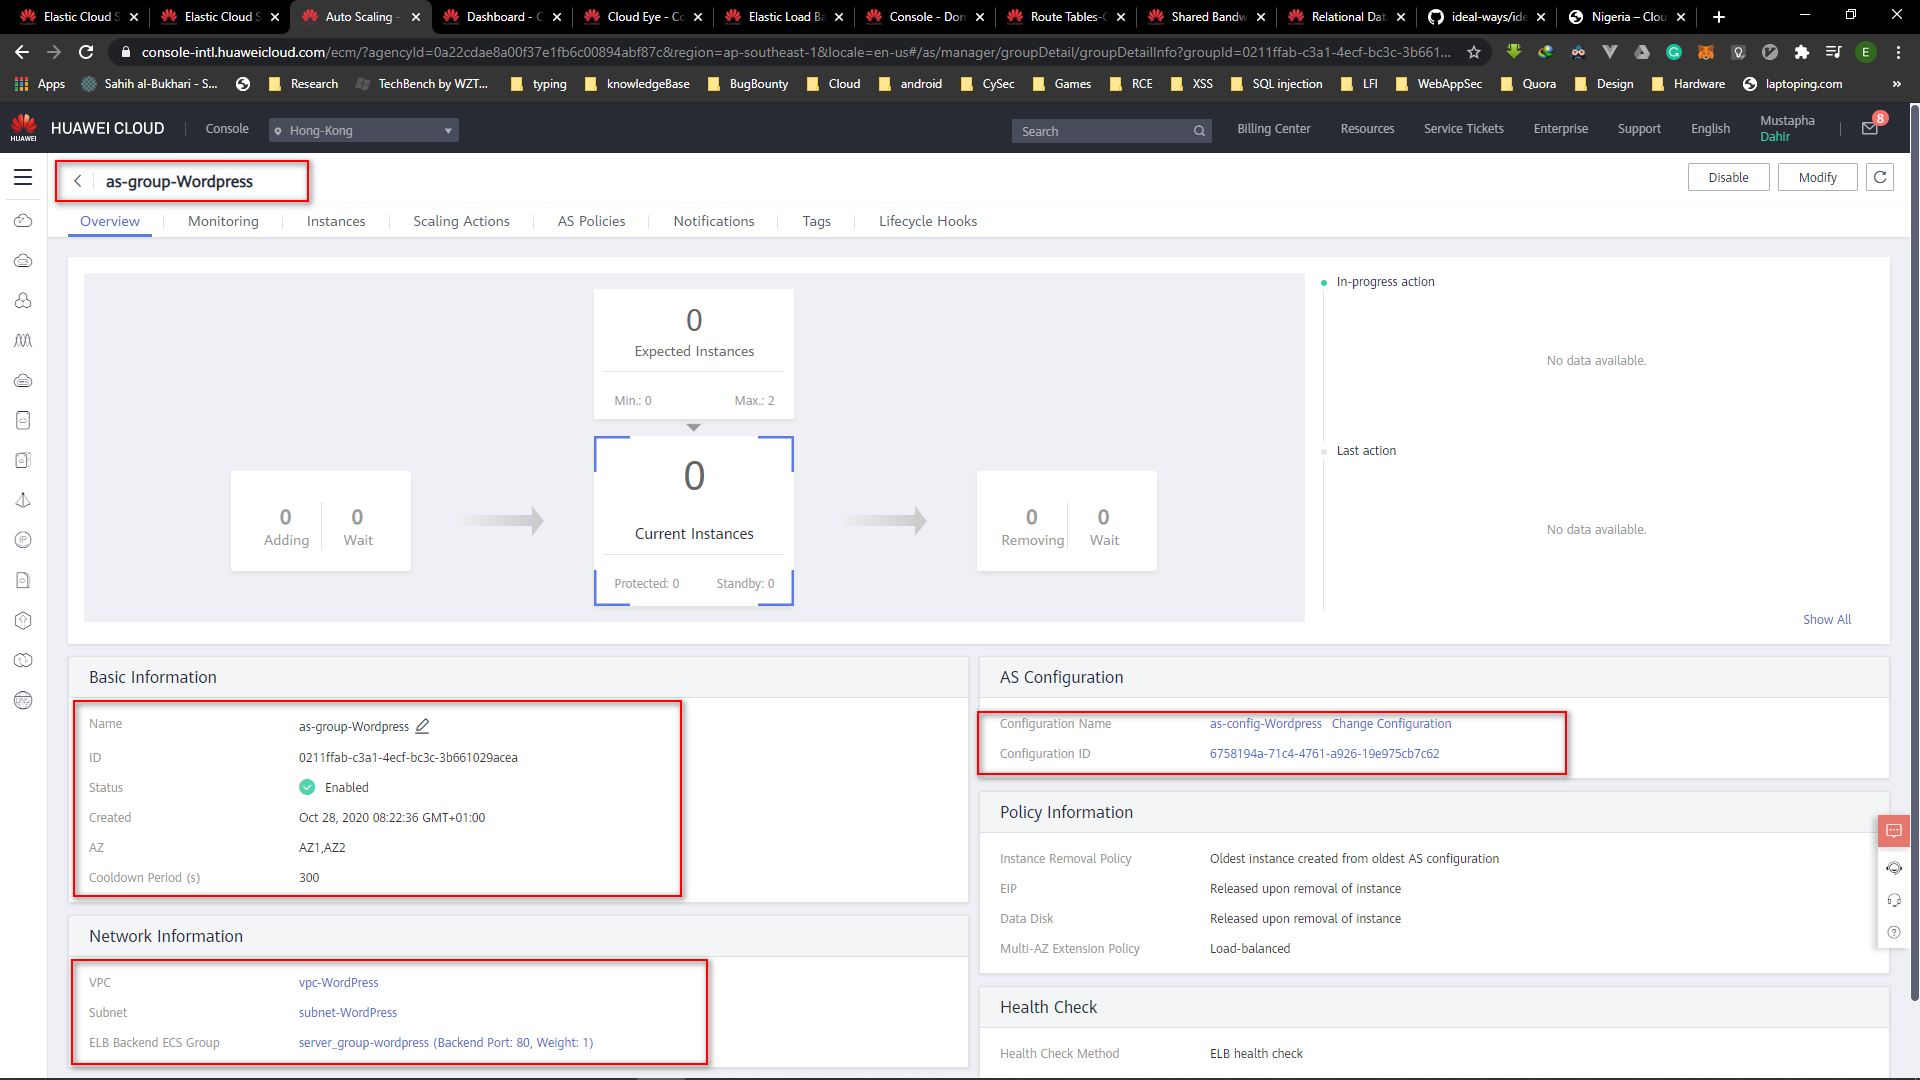 Elastic Cloud S
Elastic Cloud S
Auto Scaling -
Dashboard - C
Cloud Eye - Co
Elastic Load Ba
Console - Dom
Route Tables-C
Shared Bandw
Relational Dat
ideal-ways/ide
Nigeria – Clou
console-intl.huaweicloud.com/ecm/?agencyId=0a22cdae8a00f37e1fb6c00894abf87c&region=ap-southeast-1&locale=en-us#/as/manager/groupDetail/groupDetailInfo?groupId=0211ffab-c3a1-4ecf-bc3c-3b661...
E
Apps
Sahih al-Bukhari - S...
Research
TechBench by WZT...
typing
knowledgeBase
BugBounty
Cloud
android
CySec
Games
RCE
XSS
SQL injection
LFI
WebAppSec
Quora
Design
Hardware
laptoping.com
»
HUAWEI
HUAWEI CLOUD
Console
Hong-Kong
Search
Billing Center
Resources
Service Tickets
Enterprise
Support
English
Mustapha
Dahir
8
as-group-Wordpress
Disable
Modify
Overview
Monitoring
Instances
Scaling Actions
AS Policies
Notifications
Tags
Lifecycle Hooks
0
Expected Instances
Min.: 0
Max.: 2
0
Current Instances
Protected: 0
Standby: 0
0
Adding
0
Wait
0
Removing
0
Wait
In-progress action
No data available.
Last action
No data available.
Show All
IP
DNS
Basic Information
Name
as-group-Wordpress
ID
0211ffab-c3a1-4ecf-bc3c-3b661029acea
Status
Enabled
Created
Oct 28, 2020 08:22:36 GMT+01:00
AZ
AZ1,AZ2
Cooldown Period (s)
300
Network Information
VPC
vpc-WordPress
Subnet
subnet-WordPress
ELB Backend ECS Group
server_group-wordpress (Backend Port: 80, Weight: 1)
AS Configuration
Configuration Name
as-config-Wordpress
Change Configuration
Configuration ID
6758194a-71c4-4761-a926-19e975cb7c62
Policy Information
Instance Removal Policy
Oldest instance created from oldest AS configuration
EIP
Released upon removal of instance
Data Disk
Released upon removal of instance
Multi-AZ Extension Policy
Load-balanced
Health Check
Health Check Method
ELB health check